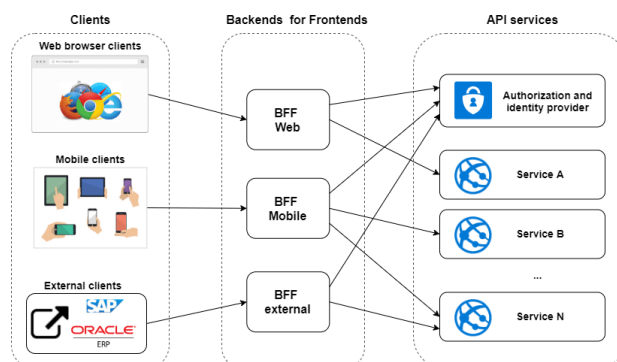 Clients
Backends for Frontends
API services
Web browser clients
BFF
Web
Authorization and
identity provider
Mobile clients
BFF
Mobile
Service A
Service B
...
External clients
SAP
ORACLE
ERP
BFF
external
Service N